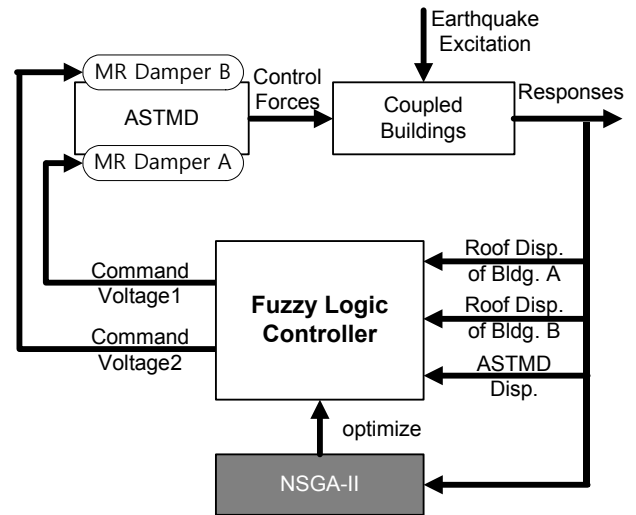 Earthquake
Excitation
MR Damper B
ASTMD
MR Damper A
Control
Forces
Coupled
Buildings
Responses
Command
Voltage1
Command
Voltage2
Fuzzy Logic
Controller
Roof Disp.
of Bldg. A
Roof Disp.
of Bldg. B
ASTMD
Disp.
optimize
NSGA-II